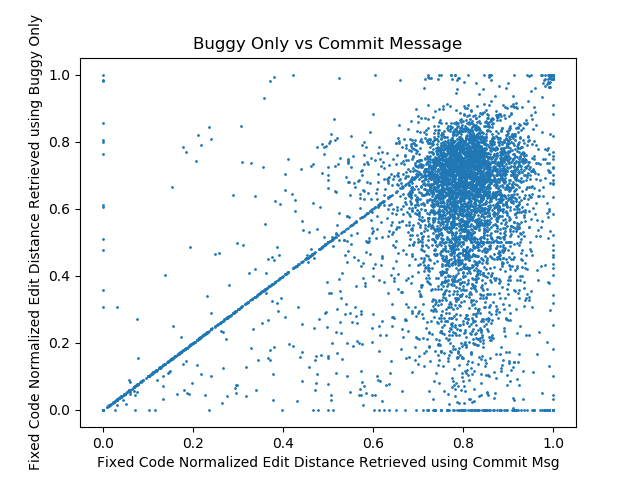 Buggy Only vs Commit Message
Fixed Code Normalized Edit Distance Retrieved using Buggy Only
1.0
0.8
0.6
0.4
0.2
0.0
0.0 0.2 0.4 0.6 0.8 1.0
Fixed Code Normalized Edit Distance Retrieved using Commit Msg